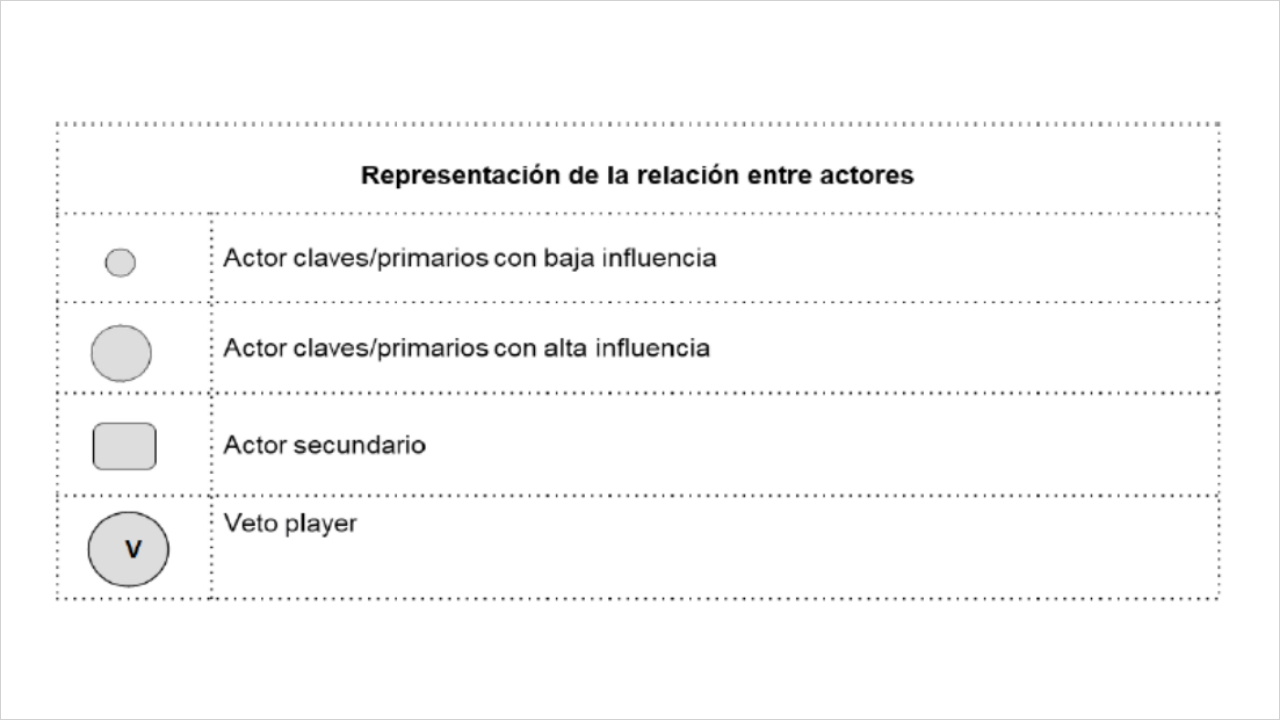 Representación de la relación entre actores
Actor claves/primarios con baja influencia
Actor claves/primarios con alta influencia
Actor secundario
Veto player
V